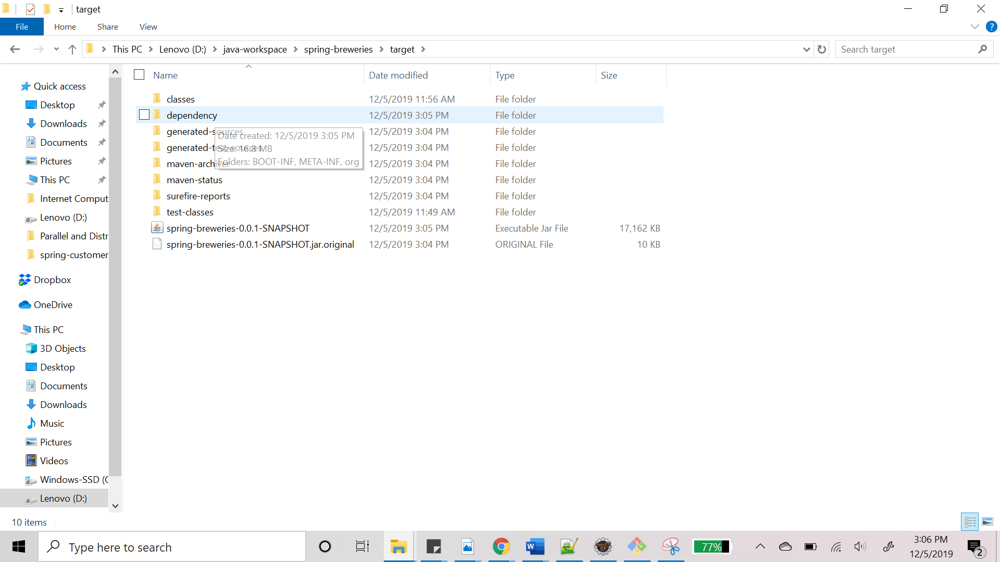 target
File Home Share View
This PC Lenovo (D:) java-workspace spring-breweries target
Search target
Name Date modified Type Size
Quick access
Desktop
Downloads
Documents
Pictures
This PC
Internet Comput
Lenovo (D:)
Parallel and Distr
spring-customer
Dropbox
OneDrive
This PC
3D Objects
Desktop
Documents
Downloads
Music
Pictures
Videos
Windows-SSD (C
Lenovo (D:)
classes 12/5/2019 11:56 AM File folder
dependency 12/5/2019 3:05 PM File folder
generated-sources 12/5/2019 3:04 PM File folder
generated-test-sources 12/5/2019 3:04 PM File folder
maven-archiver 12/5/2019 3:04 PM File folder
maven-status 12/5/2019 3:04 PM File folder
surefire-reports 12/5/2019 3:04 PM File folder
test-classes 12/5/2019 11:49 AM File folder
spring-breweries-0.0.1-SNAPSHOT 12/5/2019 3:05 PM Executable Jar File 17,162 KB
spring-breweries-0.0.1-SNAPSHOT.jar.original 12/5/2019 3:04 PM ORIGINAL File 10 KB
Date created: 12/5/2019 3:05 PM
Size: 16.8 MB
Folders: BOOT-INF, META-INF, org
10 items
Type here to search
77%
3:06 PM
12/5/2019
2